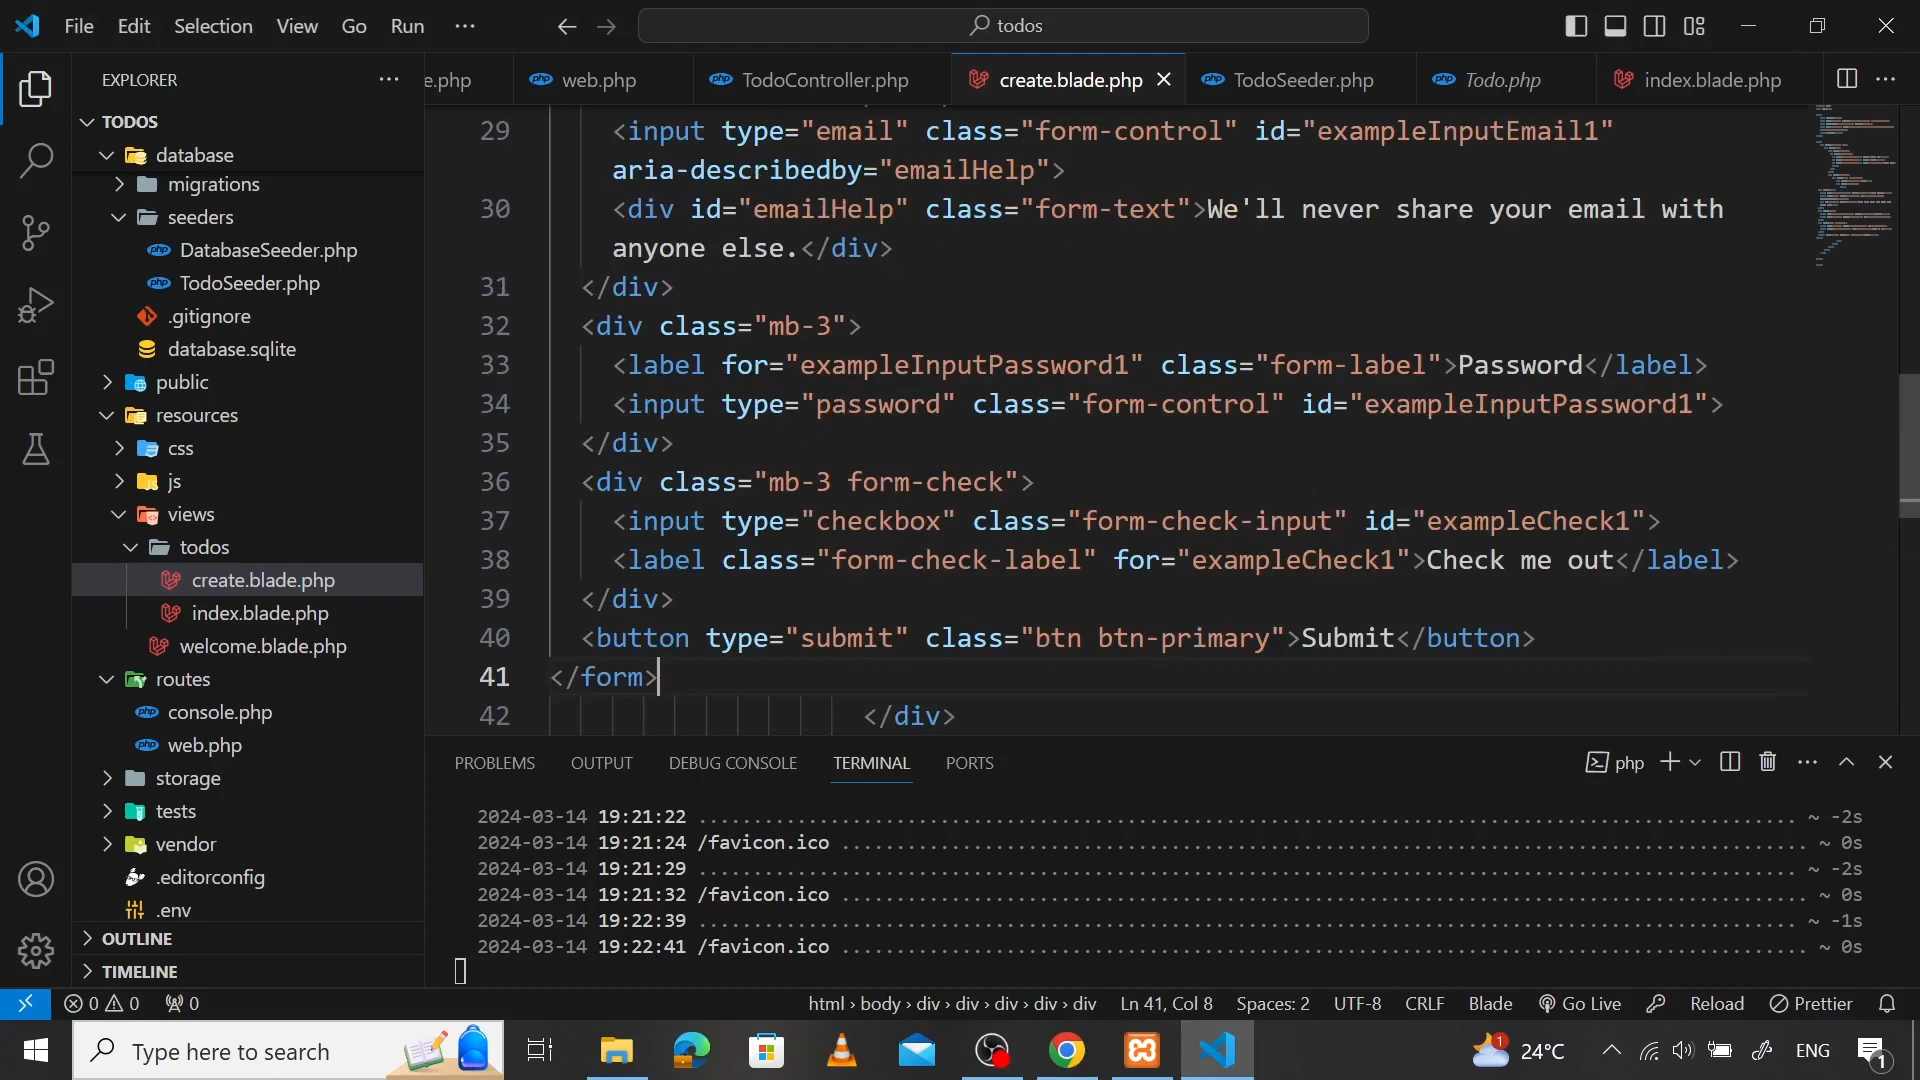 File Edit Selection View Go Run ···
todos
EXPLORER ···
e.php web.php TodoController.php create.blade.php TodoSeeder.php Todo.php index.blade.php
TODOS
database
migrations
seeders
DatabaseSeeder.php
TodoSeeder.php
.gitignore
database.sqlite
public
resources
css
js
views
todos
create.blade.php
index.blade.php
welcome.blade.php
routes
console.php
web.php
storage
tests
vendor
.editorconfig
.env
OUTLINE
TIMELINE
29 <input type="email" class="form-control" id="exampleInputEmail1"
aria-describedby="emailHelp">
30 <div id="emailHelp" class="form-text">We'll never share your email with
anyone else.</div>
31 </div>
32 <div class="mb-3">
33 <label for="exampleInputPassword1" class="form-label">Password</label>
34 <input type="password" class="form-control" id="exampleInputPassword1">
35 </div>
36 <div class="mb-3 form-check">
37 <input type="checkbox" class="form-check-input" id="exampleCheck1">
38 <label class="form-check-label" for="exampleCheck1">Check me out</label>
39 </div>
40 <button type="submit" class="btn btn-primary">Submit</button>
41 </form>
42 </div>
PROBLEMS OUTPUT DEBUG CONSOLE TERMINAL PORTS php
2024-03-14 19:21:22 ........ ~ -2s
2024-03-14 19:21:24 /favicon.ico ........ ~ 0s
2024-03-14 19:21:29 ........ ~ -2s
2024-03-14 19:21:32 /favicon.ico ........ ~ 0s
2024-03-14 19:22:39 ........ ~ -1s
2024-03-14 19:22:41 /favicon.ico ........ ~ 0s
0 0 0 html › body › div › div › div › div › div Ln 41, Col 8 Spaces: 2 UTF-8 CRLF Blade Go Live Reload Prettier
Type here to search 1 24°C ENG 1